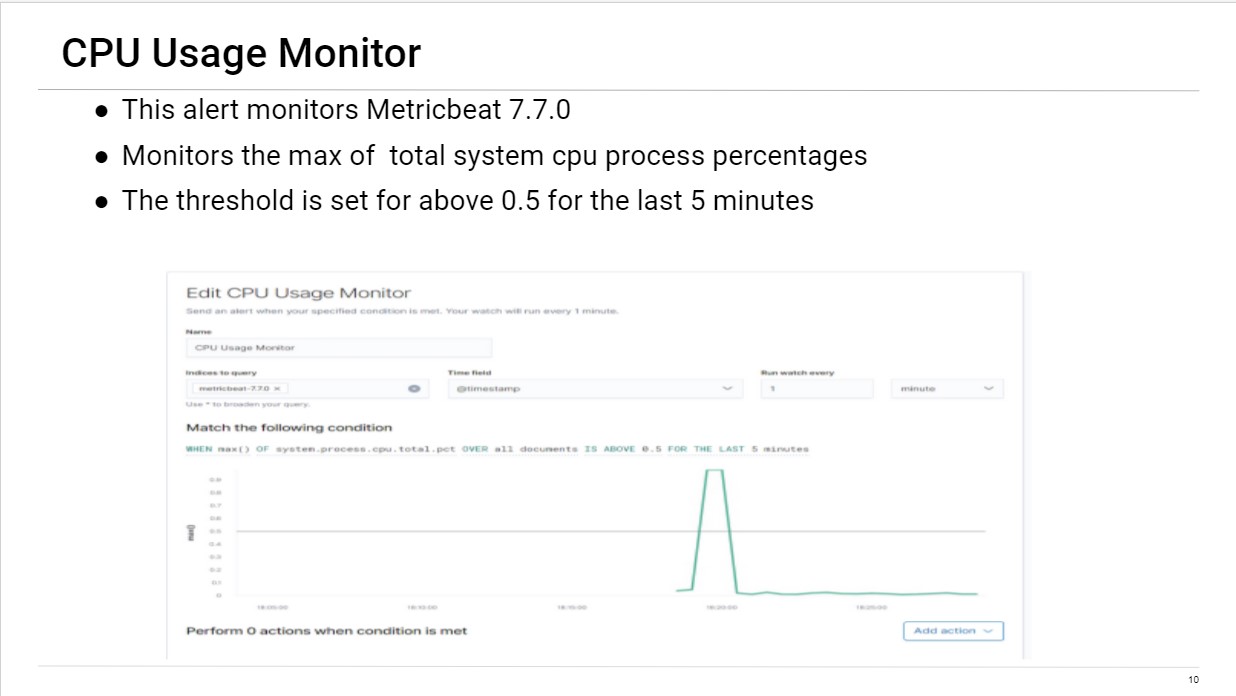 CPU Usage Monitor
● This alert monitors Metricbeat 7.7.0
● Monitors the max of  total system cpu process percentages
● The threshold is set for above 0.5 for the last 5 minutes
Edit CPU Usage Monitor
Send an alert when your specified condition is met. Your watch will run every 1 minute.
Name
CPU Usage Monitor
Indices to query Time field Run watch every
metricbeat-7.7.0 × @timestamp 1 minute
Use * to broaden your query.
Match the following condition
WHEN max() OF system.process.cpu.total.pct OVER all documents IS ABOVE 0.5 FOR THE LAST 5 minutes
max()
0.9
0.8
0.7
0.6
0.5
0.4
0.3
0.2
0.1
0
18:05:00 18:10:00 18:15:00 18:20:00 18:25:00
Perform 0 actions when condition is met Add action
10